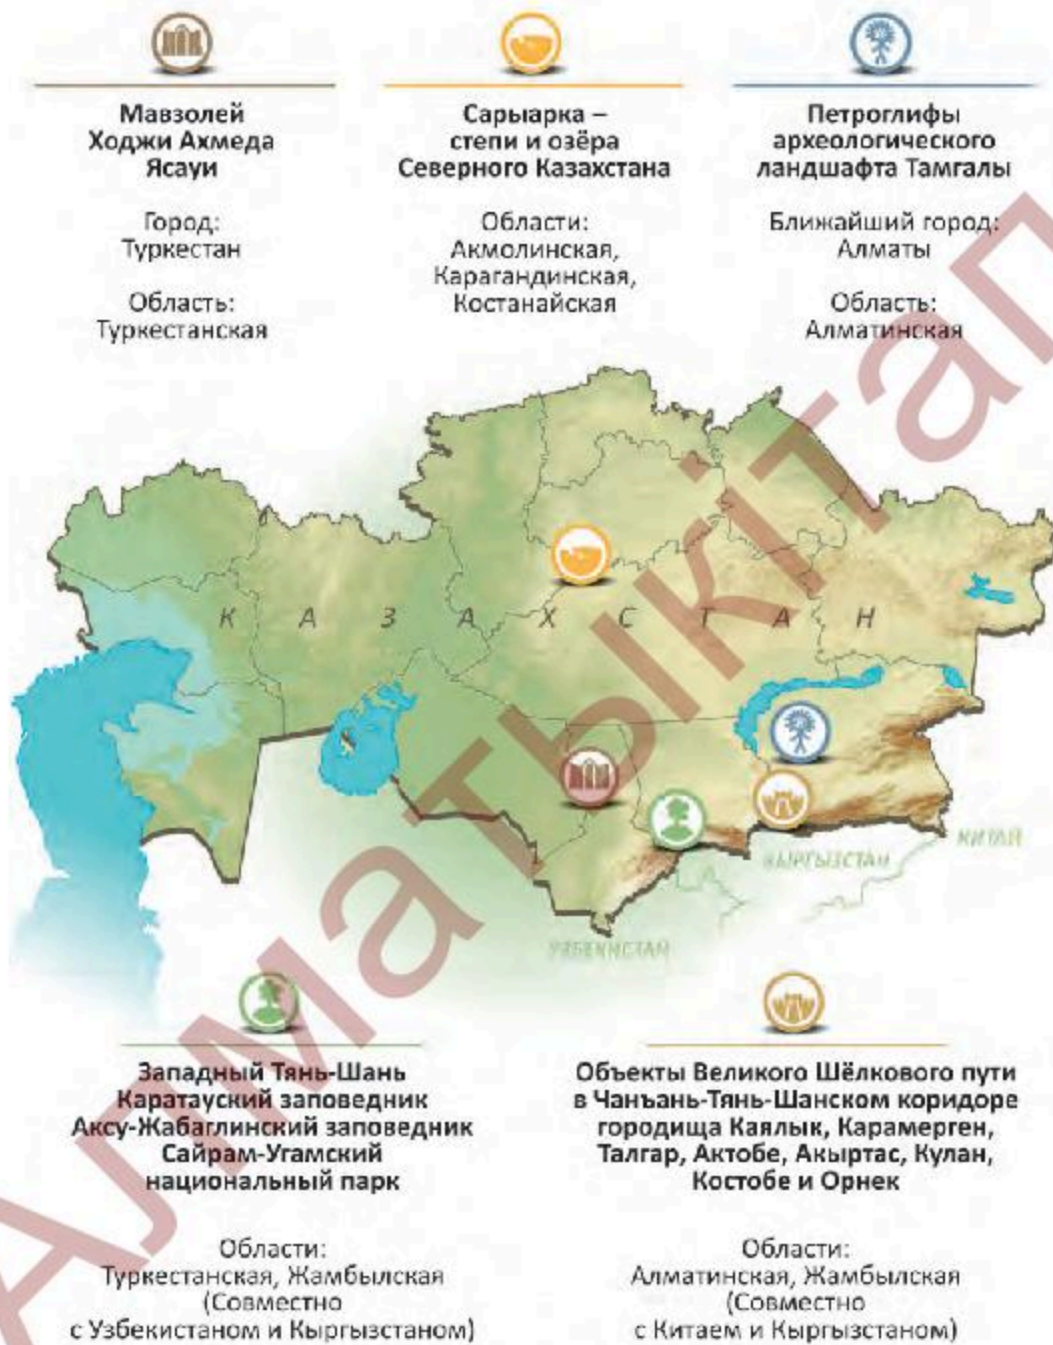 Мавзолей
Ходжи Ахмеда
Ясауи
Город:
Туркестан
Область:
Туркестанская
Сарыарка –
степи и озёра
Северного Казахстана
Области:
Акмолинская,
Карагандинская,
Костанайская
Петроглифы
археологического
ландшафта Тамгалы
Ближайший город:
Алматы
Область:
Алматинская
КАЗАХСТАН
КИТАЙ
КЫРГЫЗСТАН
УЗБЕКИСТАН
Западный Тянь-Шань
Каратауский заповедник
Аксу-Жабаглинский заповедник
Сайрам-Угамский
национальный парк
Области:
Туркестанская, Жамбылская
(Совместно
с Узбекистаном и Кыргызстаном)
Объекты Великого Шёлкового пути
в Чанъань-Тянь-Шанском коридоре
городища Каялык, Карамерген,
Талгар, Актобе, Акыртас, Кулан,
Костобе и Орнек
Области:
Алматинская, Жамбылская
(Совместно
с Китаем и Кыргызстаном)
Алматыкітап